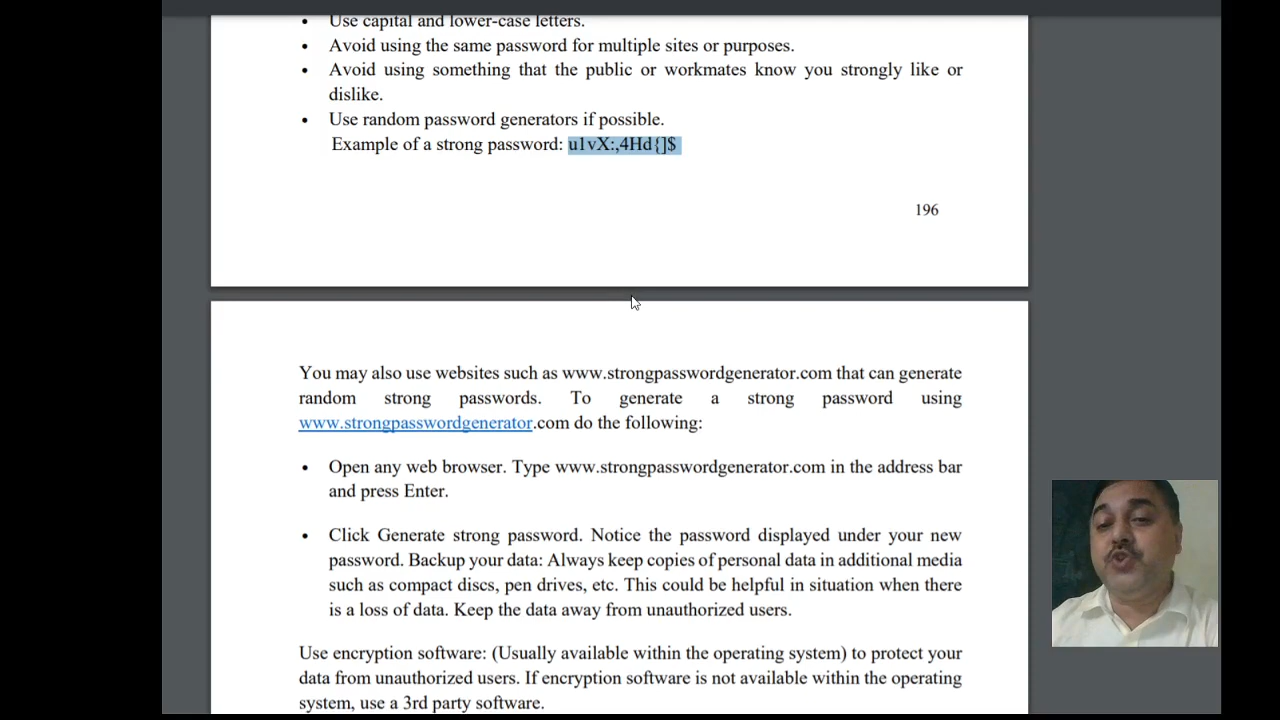 • Use capital and lower-case letters.
• Avoid using the same password for multiple sites or purposes.
• Avoid using something that the public or workmates know you strongly like or
dislike.
• Use random password generators if possible.
Example of a strong password: u1vX:,4Hd{]$
196
You may also use websites such as www.strongpasswordgenerator.com that can generate
random strong passwords. To generate a strong password using
www.strongpasswordgenerator.com do the following:
• Open any web browser. Type www.strongpasswordgenerator.com in the address bar
and press Enter.
• Click Generate strong password. Notice the password displayed under your new
password. Backup your data: Always keep copies of personal data in additional media
such as compact discs, pen drives, etc. This could be helpful in situation when there
is a loss of data. Keep the data away from unauthorized users.
Use encryption software: (Usually available within the operating system) to protect your
data from unauthorized users. If encryption software is not available within the operating
system, use a 3rd party software.